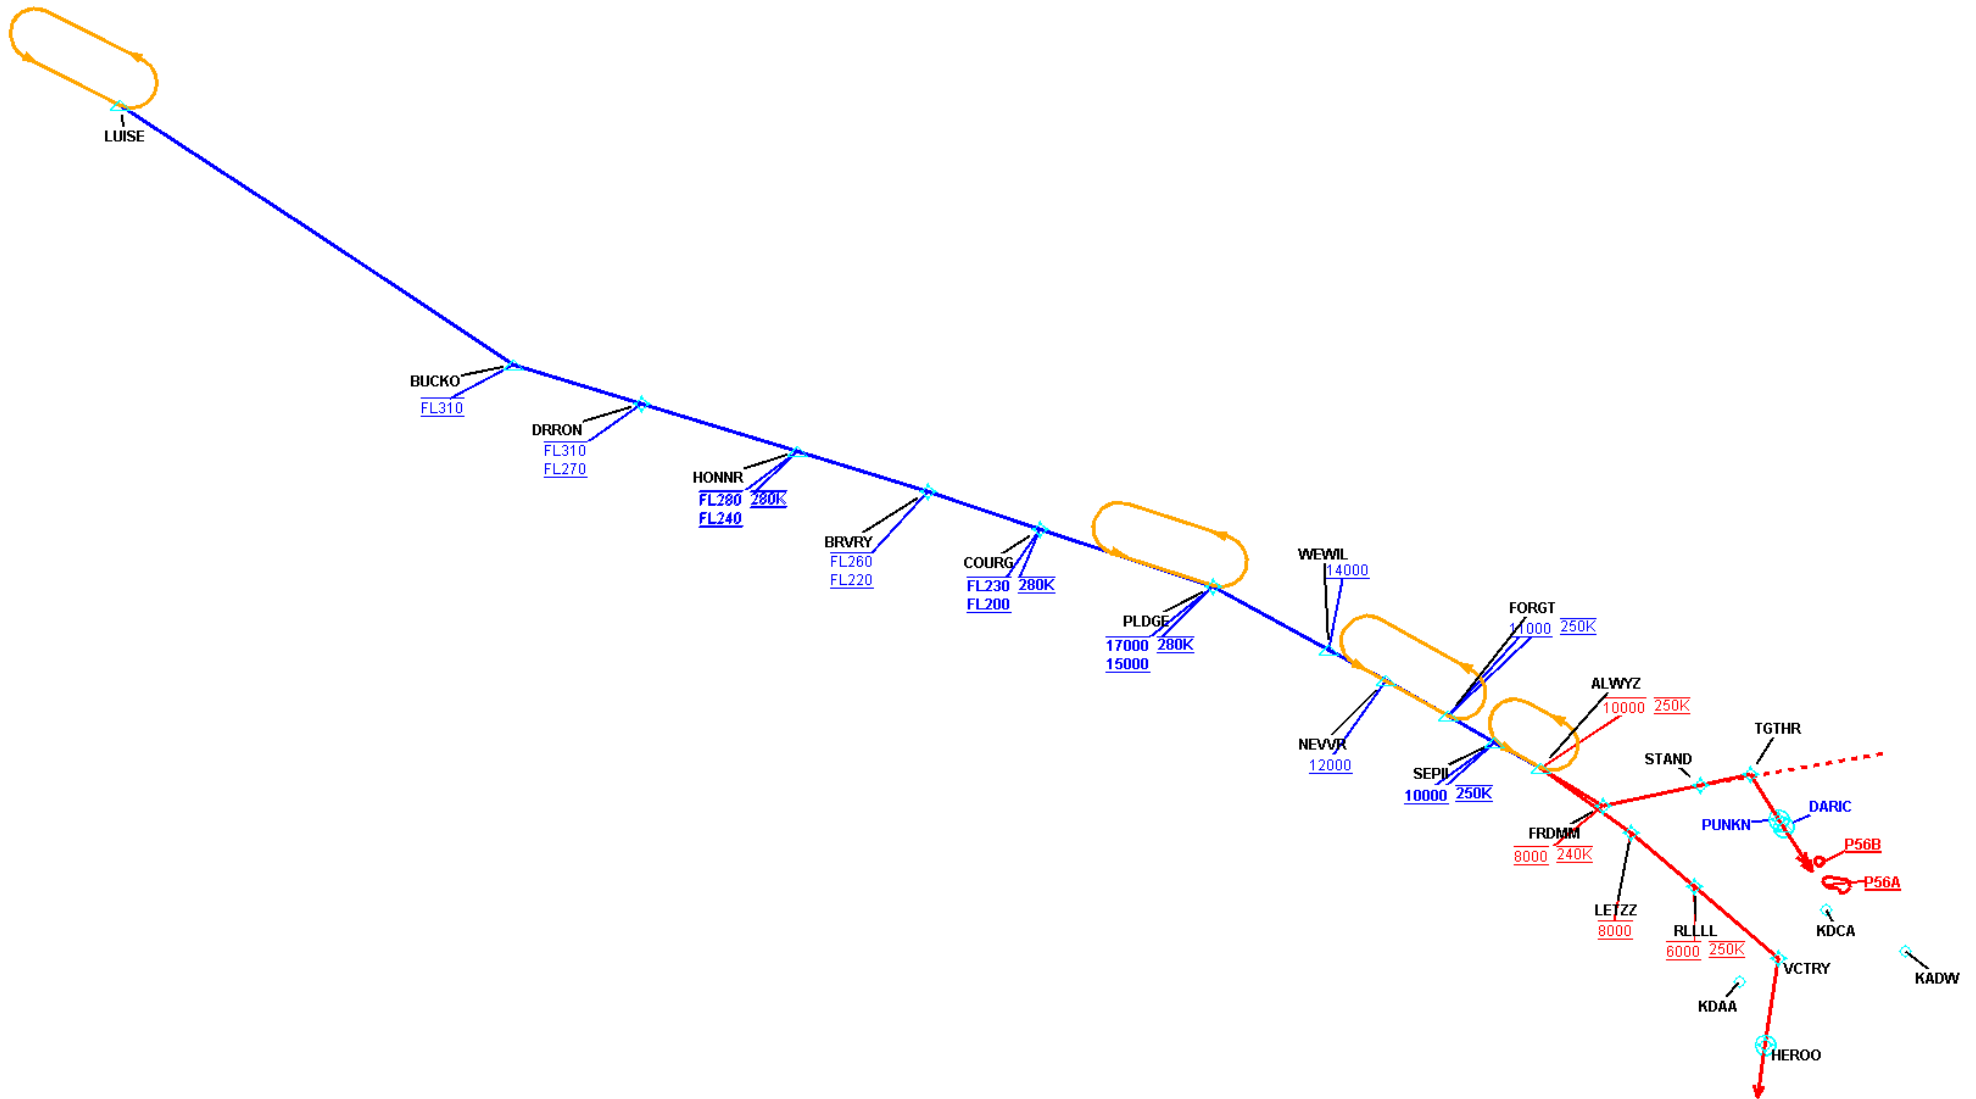 LUISE
BUCKO
FL310
DRRON
FL310
FL270
HONNR
FL280 280K
FL240
BRVRY
FL260
FL220
COURG
FL230 280K
FL200
PLDGE
17000 280K
15000
WEWIL
14000
NEVVR
12000
FORGT
11000 250K
SEPII
10000 250K
ALWYZ
10000 250K
FRDMM
8000 240K
STAND
TGTHR
PUNKN
DARIC
P56B
P56A
LETZZ
8000
RLLLL
6000 250K
VCTRY
KDCA
KADW
KDAA
HEROO